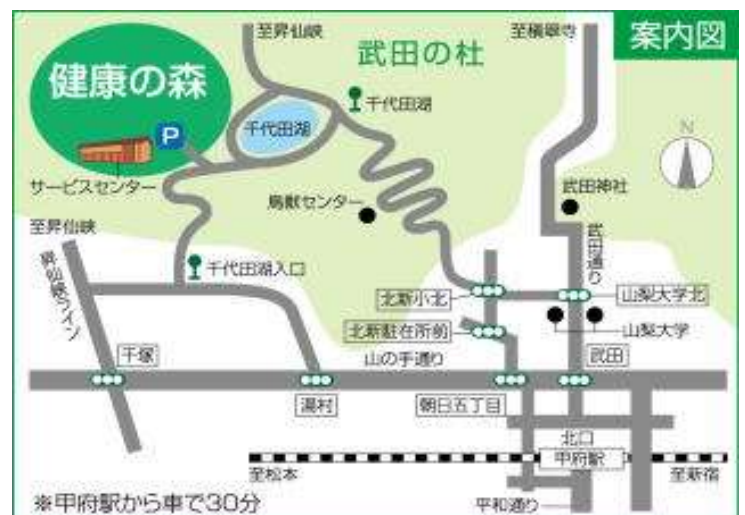 至昇仙峡
武田の杜
至積翠寺
案内図
健康の森
千代田湖
千代田湖
P
N
サービスセンター
鳥獣センター
武田神社
至昇仙峡
武田通り
昇仙峡ライン
千代田湖入口
北新小北
山梨大学北
北新駐在所前
山梨大学
山の手通り
武田
千塚
湯村
朝日五丁目
北口
甲府駅
至松本
至新宿
※甲府駅から車で30分
平和通り